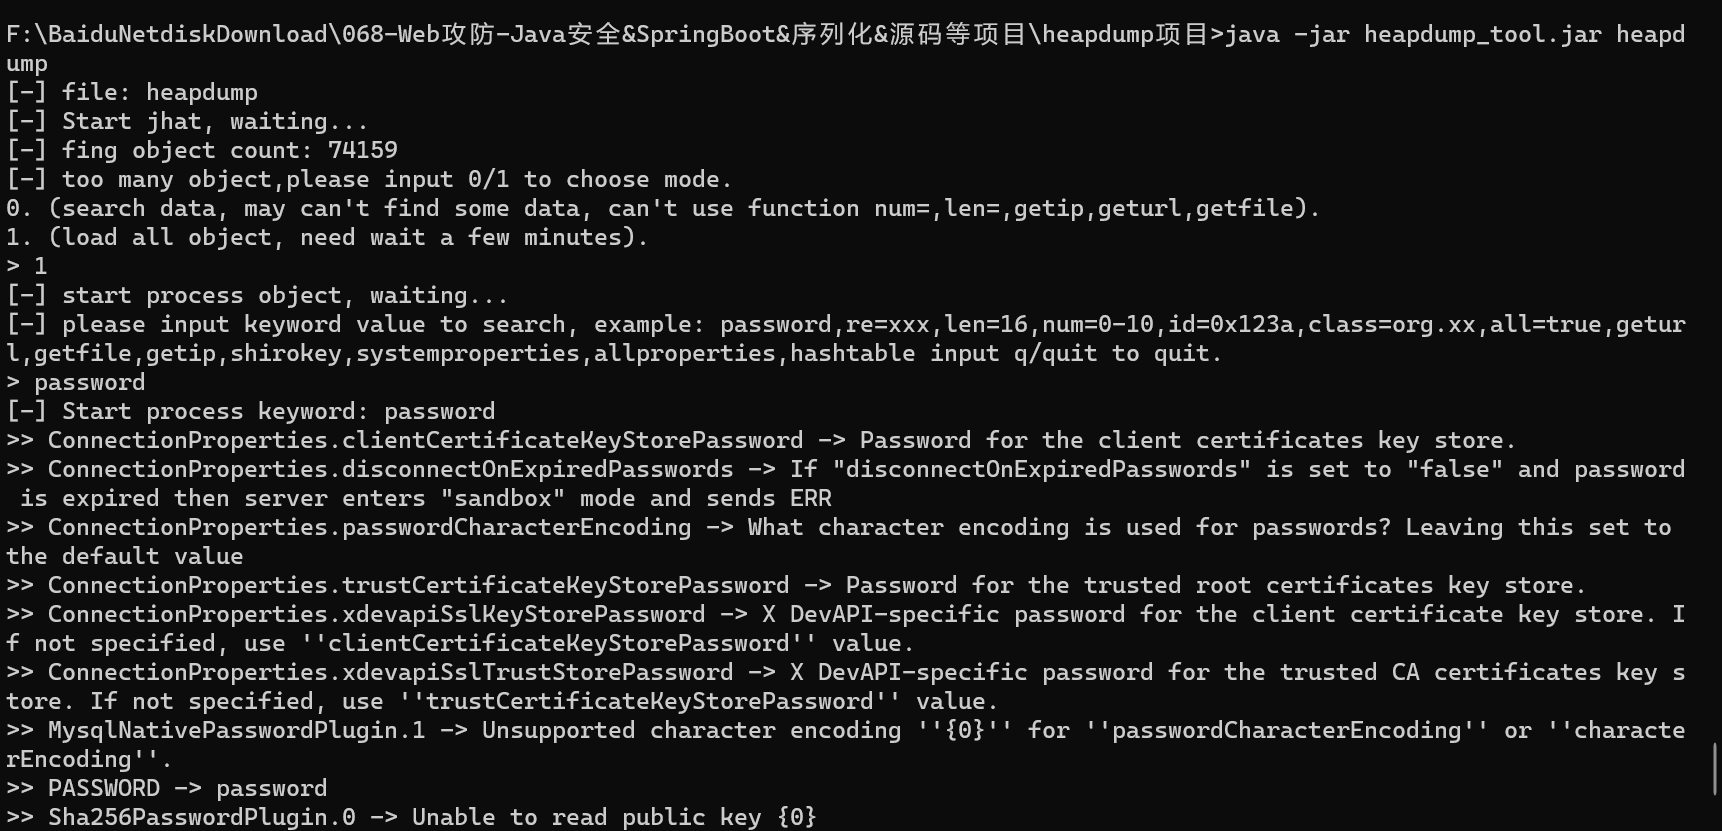 F:\BaiduNetdiskDownload\068-Web攻防-Java安全&SpringBoot&序列化&源码等项目\heapdump项目>java -jar heapdump_tool.jar heapd
ump
[-] file: heapdump
[-] Start jhat, waiting...
[-] fing object count: 74159
[-] too many object,please input 0/1 to choose mode.
0. (search data, may can't find some data, can't use function num=,len=,getip,geturl,getfile).
1. (load all object, need wait a few minutes).
> 1
[-] start process object, waiting...
[-] please input keyword value to search, example: password,re=xxx,len=16,num=0-10,id=0x123a,class=org.xx,all=true,getur
l,getfile,getip,shirokey,systemproperties,allproperties,hashtable input q/quit to quit.
> password
[-] Start process keyword: password
>> ConnectionProperties.clientCertificateKeyStorePassword -> Password for the client certificates key store.
>> ConnectionProperties.disconnectOnExpiredPasswords -> If "disconnectOnExpiredPasswords" is set to "false" and password
 is expired then server enters "sandbox" mode and sends ERR
>> ConnectionProperties.passwordCharacterEncoding -> What character encoding is used for passwords? Leaving this set to
the default value
>> ConnectionProperties.trustCertificateKeyStorePassword -> Password for the trusted root certificates key store.
>> ConnectionProperties.xdevapiSslKeyStorePassword -> X DevAPI-specific password for the client certificate key store. I
f not specified, use ''clientCertificateKeyStorePassword'' value.
>> ConnectionProperties.xdevapiSslTrustStorePassword -> X DevAPI-specific password for the trusted CA certificates key s
tore. If not specified, use ''trustCertificateKeyStorePassword'' value.
>> MysqlNativePasswordPlugin.1 -> Unsupported character encoding ''{0}'' for ''passwordCharacterEncoding'' or ''characte
rEncoding''.
>> PASSWORD -> password
>> Sha256PasswordPlugin.0 -> Unable to read public key {0}